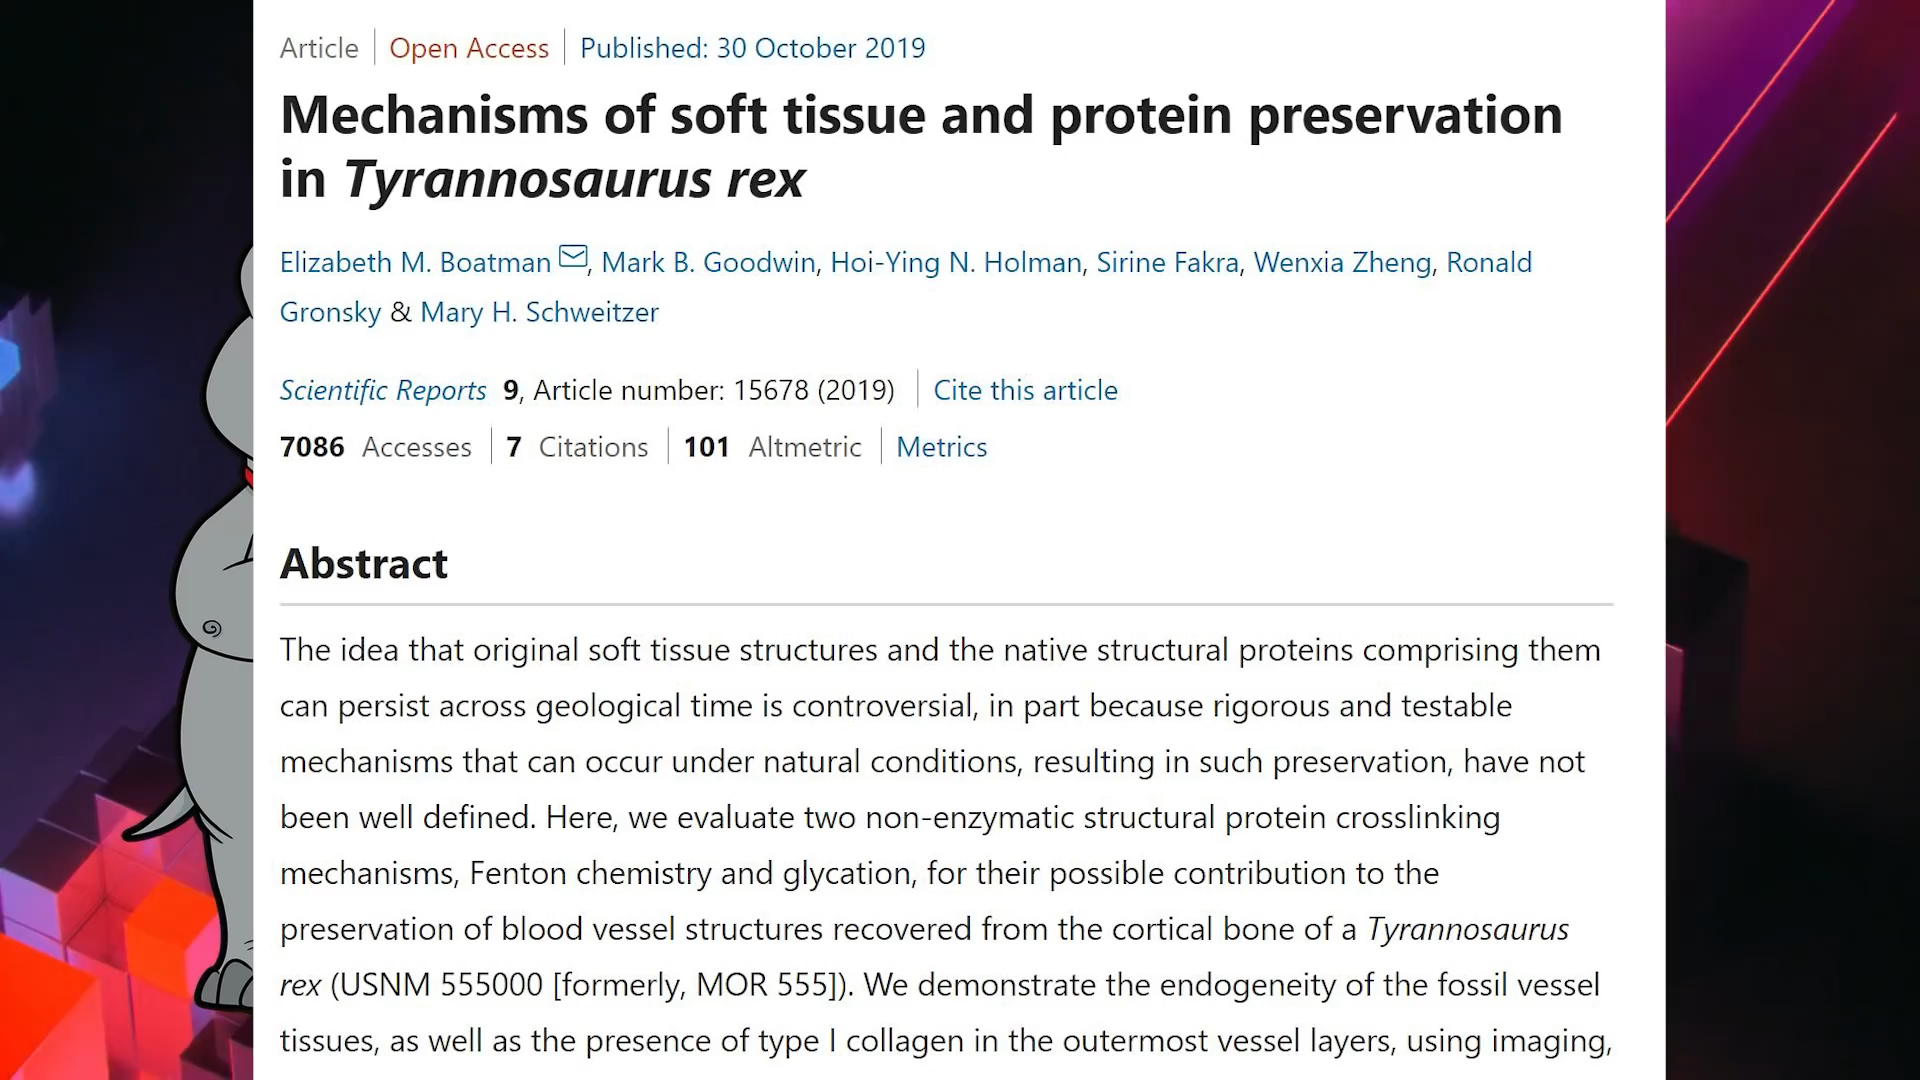 Article | Open Access | Published: 30 October 2019
Mechanisms of soft tissue and protein preservation
in Tyrannosaurus rex
Elizabeth M. Boatman, Mark B. Goodwin, Hoi-Ying N. Holman, Sirine Fakra, Wenxia Zheng, Ronald
Gronsky & Mary H. Schweitzer
Scientific Reports 9, Article number: 15678 (2019) | Cite this article
7086 Accesses | 7 Citations | 101 Altmetric | Metrics
Abstract
The idea that original soft tissue structures and the native structural proteins comprising them
can persist across geological time is controversial, in part because rigorous and testable
mechanisms that can occur under natural conditions, resulting in such preservation, have not
been well defined. Here, we evaluate two non-enzymatic structural protein crosslinking
mechanisms, Fenton chemistry and glycation, for their possible contribution to the
preservation of blood vessel structures recovered from the cortical bone of a Tyrannosaurus
rex (USNM 555000 [formerly, MOR 555]). We demonstrate the endogeneity of the fossil vessel
tissues, as well as the presence of type I collagen in the outermost vessel layers, using imaging,